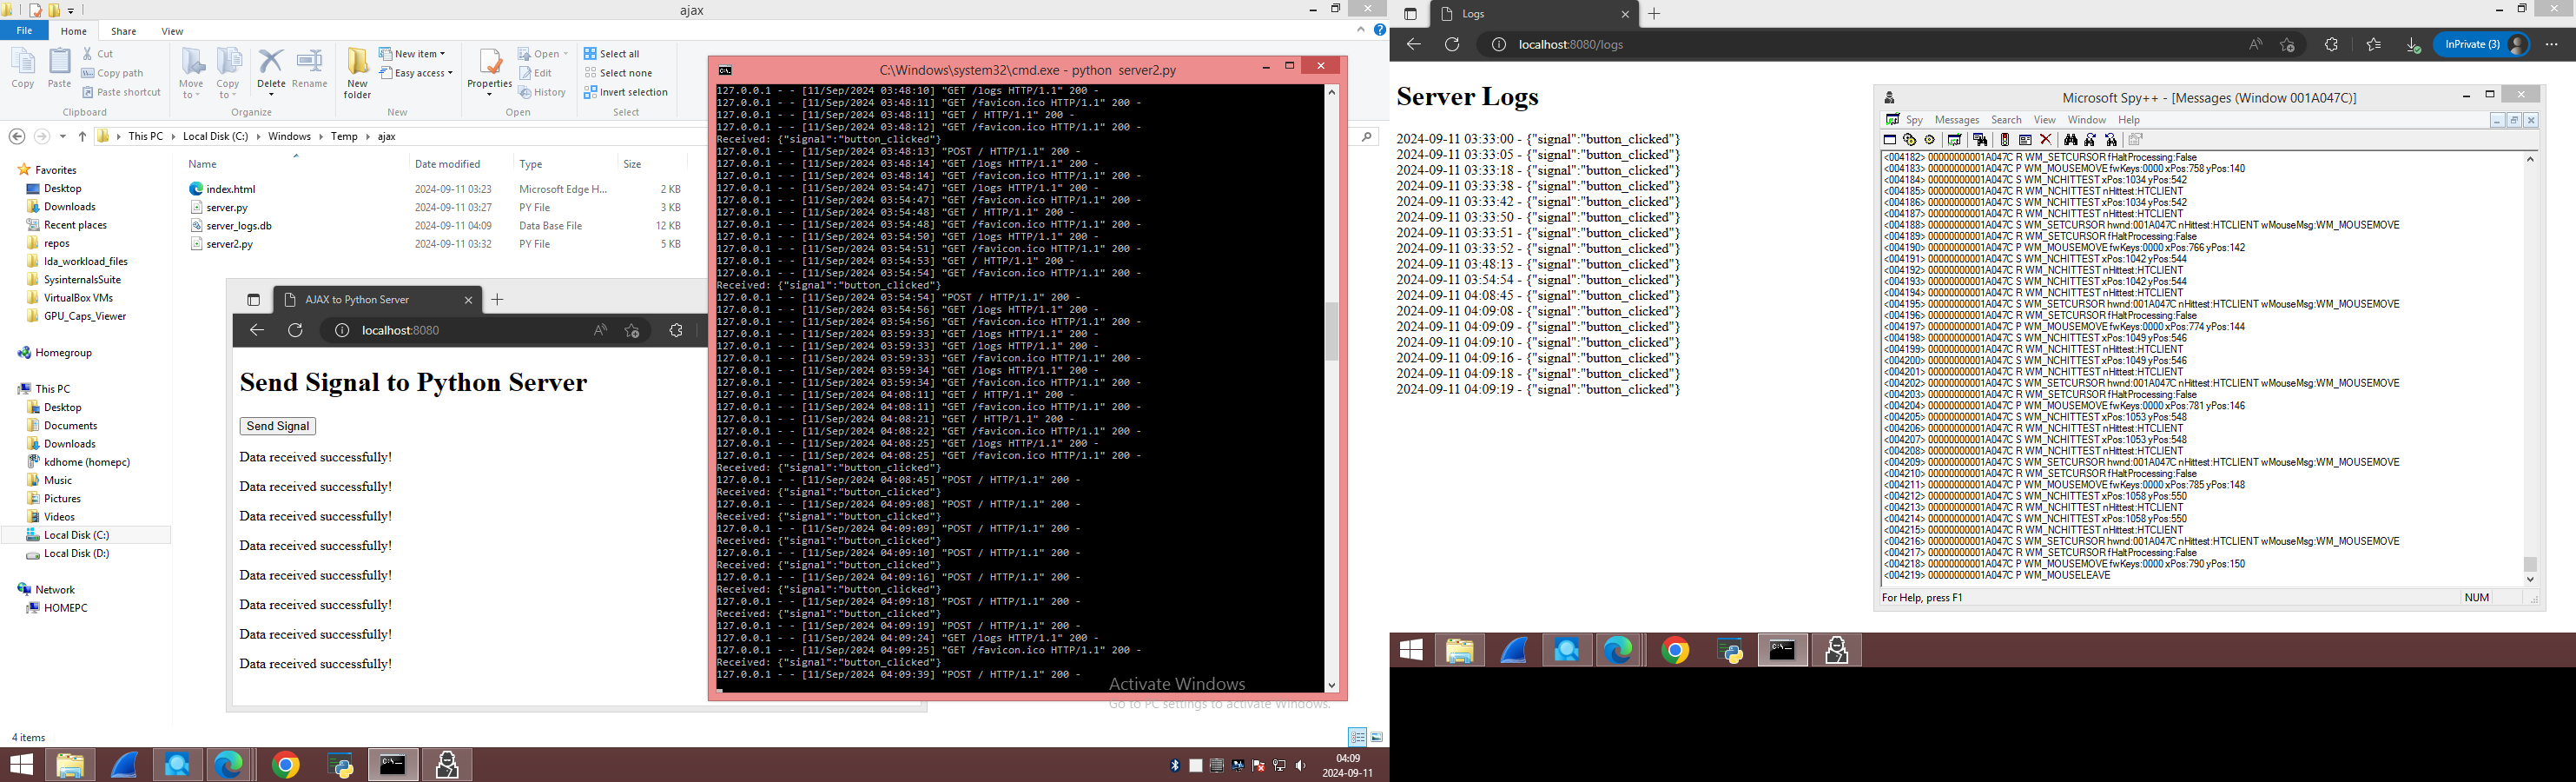 ajax
File Home Share View
Copy
Paste
Cut
Copy path
Paste shortcut
Clipboard
Move to
Copy to
Delete
Rename
Organize
New folder
New item
Easy access
New
Properties
Open
Edit
History
Open
Select all
Select none
Invert selection
Select
This PC Local Disk (C:) Windows Temp ajax
Favorites
Desktop
Downloads
Recent places
repos
Ida_workload_files
SysinternalsSuite
VirtualBox VMs
GPU_Caps_Viewer
Homegroup
This PC
Desktop
Documents
Downloads
kdhome (homepc)
Music
Pictures
Videos
Local Disk (C:)
Local Disk (D:)
Network
HOMEPC
Name Date modified Type Size
index.html 2024-09-11 03:23 Microsoft Edge H... 2 KB
server.py 2024-09-11 03:27 PY File 3 KB
server_logs.db 2024-09-11 04:09 Data Base File 12 KB
server2.py 2024-09-11 03:32 PY File 5 KB
4 items
AJAX to Python Server
localhost:8080
Send Signal to Python Server
Send Signal
Data received successfully!
Data received successfully!
Data received successfully!
Data received successfully!
Data received successfully!
Data received successfully!
Data received successfully!
Data received successfully!
C:\Windows\system32\cmd.exe - python server2.py
127.0.0.1 - - [11/Sep/2024 03:48:10] "GET /logs HTTP/1.1" 200 -
127.0.0.1 - - [11/Sep/2024 03:48:11] "GET /favicon.ico HTTP/1.1" 200 -
127.0.0.1 - - [11/Sep/2024 03:48:11] "GET / HTTP/1.1" 200 -
127.0.0.1 - - [11/Sep/2024 03:48:12] "GET /favicon.ico HTTP/1.1" 200 -
Received: {"signal":"button_clicked"}
127.0.0.1 - - [11/Sep/2024 03:48:13] "POST / HTTP/1.1" 200 -
127.0.0.1 - - [11/Sep/2024 03:48:14] "GET /logs HTTP/1.1" 200 -
127.0.0.1 - - [11/Sep/2024 03:48:14] "GET /favicon.ico HTTP/1.1" 200 -
127.0.0.1 - - [11/Sep/2024 03:54:47] "GET /logs HTTP/1.1" 200 -
127.0.0.1 - - [11/Sep/2024 03:54:47] "GET /favicon.ico HTTP/1.1" 200 -
127.0.0.1 - - [11/Sep/2024 03:54:48] "GET / HTTP/1.1" 200 -
127.0.0.1 - - [11/Sep/2024 03:54:48] "GET /favicon.ico HTTP/1.1" 200 -
127.0.0.1 - - [11/Sep/2024 03:54:50] "GET /logs HTTP/1.1" 200 -
127.0.0.1 - - [11/Sep/2024 03:54:51] "GET /favicon.ico HTTP/1.1" 200 -
127.0.0.1 - - [11/Sep/2024 03:54:53] "GET / HTTP/1.1" 200 -
127.0.0.1 - - [11/Sep/2024 03:54:54] "GET /favicon.ico HTTP/1.1" 200 -
Received: {"signal":"button_clicked"}
127.0.0.1 - - [11/Sep/2024 03:54:54] "POST / HTTP/1.1" 200 -
127.0.0.1 - - [11/Sep/2024 03:54:56] "GET /logs HTTP/1.1" 200 -
127.0.0.1 - - [11/Sep/2024 03:54:56] "GET /favicon.ico HTTP/1.1" 200 -
127.0.0.1 - - [11/Sep/2024 03:59:33] "GET /logs HTTP/1.1" 200 -
127.0.0.1 - - [11/Sep/2024 03:59:33] "GET /logs HTTP/1.1" 200 -
127.0.0.1 - - [11/Sep/2024 03:59:33] "GET /favicon.ico HTTP/1.1" 200 -
127.0.0.1 - - [11/Sep/2024 03:59:34] "GET /logs HTTP/1.1" 200 -
127.0.0.1 - - [11/Sep/2024 03:59:34] "GET /favicon.ico HTTP/1.1" 200 -
127.0.0.1 - - [11/Sep/2024 04:08:11] "GET / HTTP/1.1" 200 -
127.0.0.1 - - [11/Sep/2024 04:08:11] "GET /favicon.ico HTTP/1.1" 200 -
127.0.0.1 - - [11/Sep/2024 04:08:21] "GET / HTTP/1.1" 200 -
127.0.0.1 - - [11/Sep/2024 04:08:22] "GET /favicon.ico HTTP/1.1" 200 -
127.0.0.1 - - [11/Sep/2024 04:08:25] "GET /logs HTTP/1.1" 200 -
127.0.0.1 - - [11/Sep/2024 04:08:25] "GET /favicon.ico HTTP/1.1" 200 -
Received: {"signal":"button_clicked"}
127.0.0.1 - - [11/Sep/2024 04:08:45] "POST / HTTP/1.1" 200 -
Received: {"signal":"button_clicked"}
127.0.0.1 - - [11/Sep/2024 04:09:08] "POST / HTTP/1.1" 200 -
Received: {"signal":"button_clicked"}
127.0.0.1 - - [11/Sep/2024 04:09:09] "POST / HTTP/1.1" 200 -
Received: {"signal":"button_clicked"}
127.0.0.1 - - [11/Sep/2024 04:09:10] "POST / HTTP/1.1" 200 -
Received: {"signal":"button_clicked"}
127.0.0.1 - - [11/Sep/2024 04:09:16] "POST / HTTP/1.1" 200 -
Received: {"signal":"button_clicked"}
127.0.0.1 - - [11/Sep/2024 04:09:18] "POST / HTTP/1.1" 200 -
Received: {"signal":"button_clicked"}
127.0.0.1 - - [11/Sep/2024 04:09:19] "POST / HTTP/1.1" 200 -
127.0.0.1 - - [11/Sep/2024 04:09:24] "GET /logs HTTP/1.1" 200 -
127.0.0.1 - - [11/Sep/2024 04:09:25] "GET /favicon.ico HTTP/1.1" 200 -
Received: {"signal":"button_clicked"}
127.0.0.1 - - [11/Sep/2024 04:09:39] "POST / HTTP/1.1" 200 -
Activate Windows
Go to PC settings to activate Windows.
04:09
2024-09-11
Logs
localhost:8080/logs
InPrivate (3)
Server Logs
2024-09-11 03:33:00 - {"signal":"button_clicked"}
2024-09-11 03:33:05 - {"signal":"button_clicked"}
2024-09-11 03:33:18 - {"signal":"button_clicked"}
2024-09-11 03:33:38 - {"signal":"button_clicked"}
2024-09-11 03:33:42 - {"signal":"button_clicked"}
2024-09-11 03:33:50 - {"signal":"button_clicked"}
2024-09-11 03:33:51 - {"signal":"button_clicked"}
2024-09-11 03:33:52 - {"signal":"button_clicked"}
2024-09-11 03:48:13 - {"signal":"button_clicked"}
2024-09-11 03:54:54 - {"signal":"button_clicked"}
2024-09-11 04:08:45 - {"signal":"button_clicked"}
2024-09-11 04:09:08 - {"signal":"button_clicked"}
2024-09-11 04:09:09 - {"signal":"button_clicked"}
2024-09-11 04:09:10 - {"signal":"button_clicked"}
2024-09-11 04:09:16 - {"signal":"button_clicked"}
2024-09-11 04:09:18 - {"signal":"button_clicked"}
2024-09-11 04:09:19 - {"signal":"button_clicked"}
Microsoft Spy++ - [Messages (Window 001A047C)]
Spy Messages Search View Window Help
<004182> 00000000001A047C R WM_SETCURSOR fHaltProcessing:False
<004183> 00000000001A047C P WM_MOUSEMOVE fwKeys:0000 xPos:758 yPos:140
<004184> 00000000001A047C S WM_NCHITTEST xPos:1034 yPos:542
<004185> 00000000001A047C R WM_NCHITTEST nHittest:HTCLIENT
<004186> 00000000001A047C S WM_NCHITTEST xPos:1034 yPos:542
<004187> 00000000001A047C R WM_NCHITTEST nHittest:HTCLIENT
<004188> 00000000001A047C S WM_SETCURSOR hwnd:001A047C nHittest:HTCLIENT wMouseMsg:WM_MOUSEMOVE
<004189> 00000000001A047C R WM_SETCURSOR fHaltProcessing:False
<004190> 00000000001A047C P WM_MOUSEMOVE fwKeys:0000 xPos:766 yPos:142
<004191> 00000000001A047C S WM_NCHITTEST xPos:1042 yPos:544
<004192> 00000000001A047C R WM_NCHITTEST nHittest:HTCLIENT
<004193> 00000000001A047C S WM_NCHITTEST xPos:1042 yPos:544
<004194> 00000000001A047C R WM_NCHITTEST nHittest:HTCLIENT
<004195> 00000000001A047C S WM_SETCURSOR hwnd:001A047C nHittest:HTCLIENT wMouseMsg:WM_MOUSEMOVE
<004196> 00000000001A047C R WM_SETCURSOR fHaltProcessing:False
<004197> 00000000001A047C P WM_MOUSEMOVE fwKeys:0000 xPos:774 yPos:144
<004198> 00000000001A047C S WM_NCHITTEST xPos:1049 yPos:546
<004199> 00000000001A047C R WM_NCHITTEST nHittest:HTCLIENT
<004200> 00000000001A047C S WM_NCHITTEST xPos:1049 yPos:546
<004201> 00000000001A047C R WM_NCHITTEST nHittest:HTCLIENT
<004202> 00000000001A047C S WM_SETCURSOR hwnd:001A047C nHittest:HTCLIENT wMouseMsg:WM_MOUSEMOVE
<004203> 00000000001A047C R WM_SETCURSOR fHaltProcessing:False
<004204> 00000000001A047C P WM_MOUSEMOVE fwKeys:0000 xPos:781 yPos:146
<004205> 00000000001A047C S WM_NCHITTEST xPos:1053 yPos:548
<004206> 00000000001A047C R WM_NCHITTEST nHittest:HTCLIENT
<004207> 00000000001A047C S WM_NCHITTEST xPos:1053 yPos:548
<004208> 00000000001A047C R WM_NCHITTEST nHittest:HTCLIENT
<004209> 00000000001A047C S WM_SETCURSOR hwnd:001A047C nHittest:HTCLIENT wMouseMsg:WM_MOUSEMOVE
<004210> 00000000001A047C R WM_SETCURSOR fHaltProcessing:False
<004211> 00000000001A047C P WM_MOUSEMOVE fwKeys:0000 xPos:785 yPos:148
<004212> 00000000001A047C S WM_NCHITTEST xPos:1058 yPos:550
<004213> 00000000001A047C R WM_NCHITTEST nHittest:HTCLIENT
<004214> 00000000001A047C S WM_NCHITTEST xPos:1058 yPos:550
<004215> 00000000001A047C R WM_NCHITTEST nHittest:HTCLIENT
<004216> 00000000001A047C S WM_SETCURSOR hwnd:001A047C nHittest:HTCLIENT wMouseMsg:WM_MOUSEMOVE
<004217> 00000000001A047C R WM_SETCURSOR fHaltProcessing:False
<004218> 00000000001A047C P WM_MOUSEMOVE fwKeys:0000 xPos:790 yPos:150
<004219> 00000000001A047C P WM_MOUSELEAVE
For Help, press F1 NUM